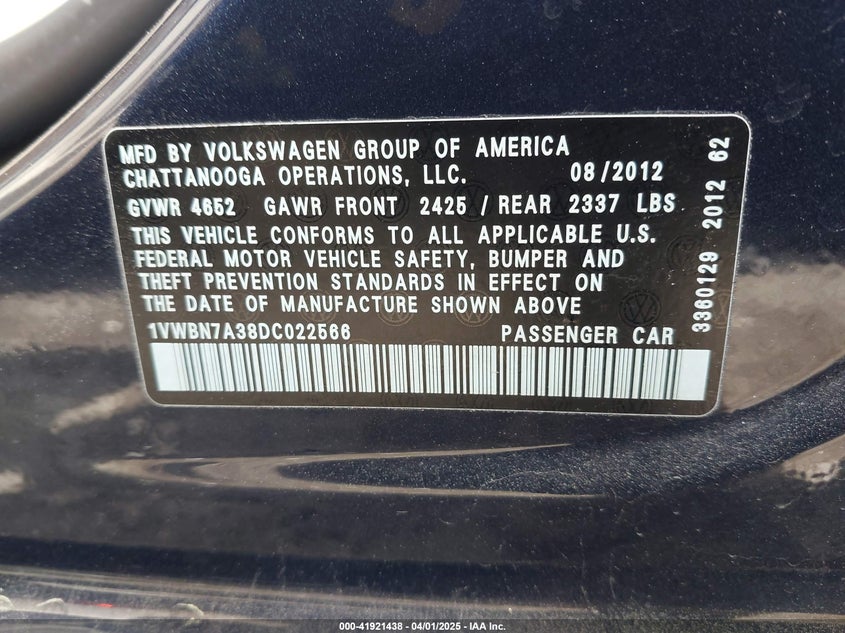 MFD BY VOLKSWAGEN GROUP OF AMERICA
CHATTANOOGA OPERATIONS, LLC. 08/2012
GVWR 4652 GAWR FRONT 2425 / REAR 2337 LBS
THIS VEHICLE CONFORMS TO ALL APPLICABLE U.S.
FEDERAL MOTOR VEHICLE SAFETY, BUMPER AND
THEFT PREVENTION STANDARDS IN EFFECT ON
THE DATE OF MANUFACTURE SHOWN ABOVE
1VWBN7A38DC022566 PASSENGER CAR
3360129 2012 62
000-41921438 - 04/01/2025 - IAA Inc.